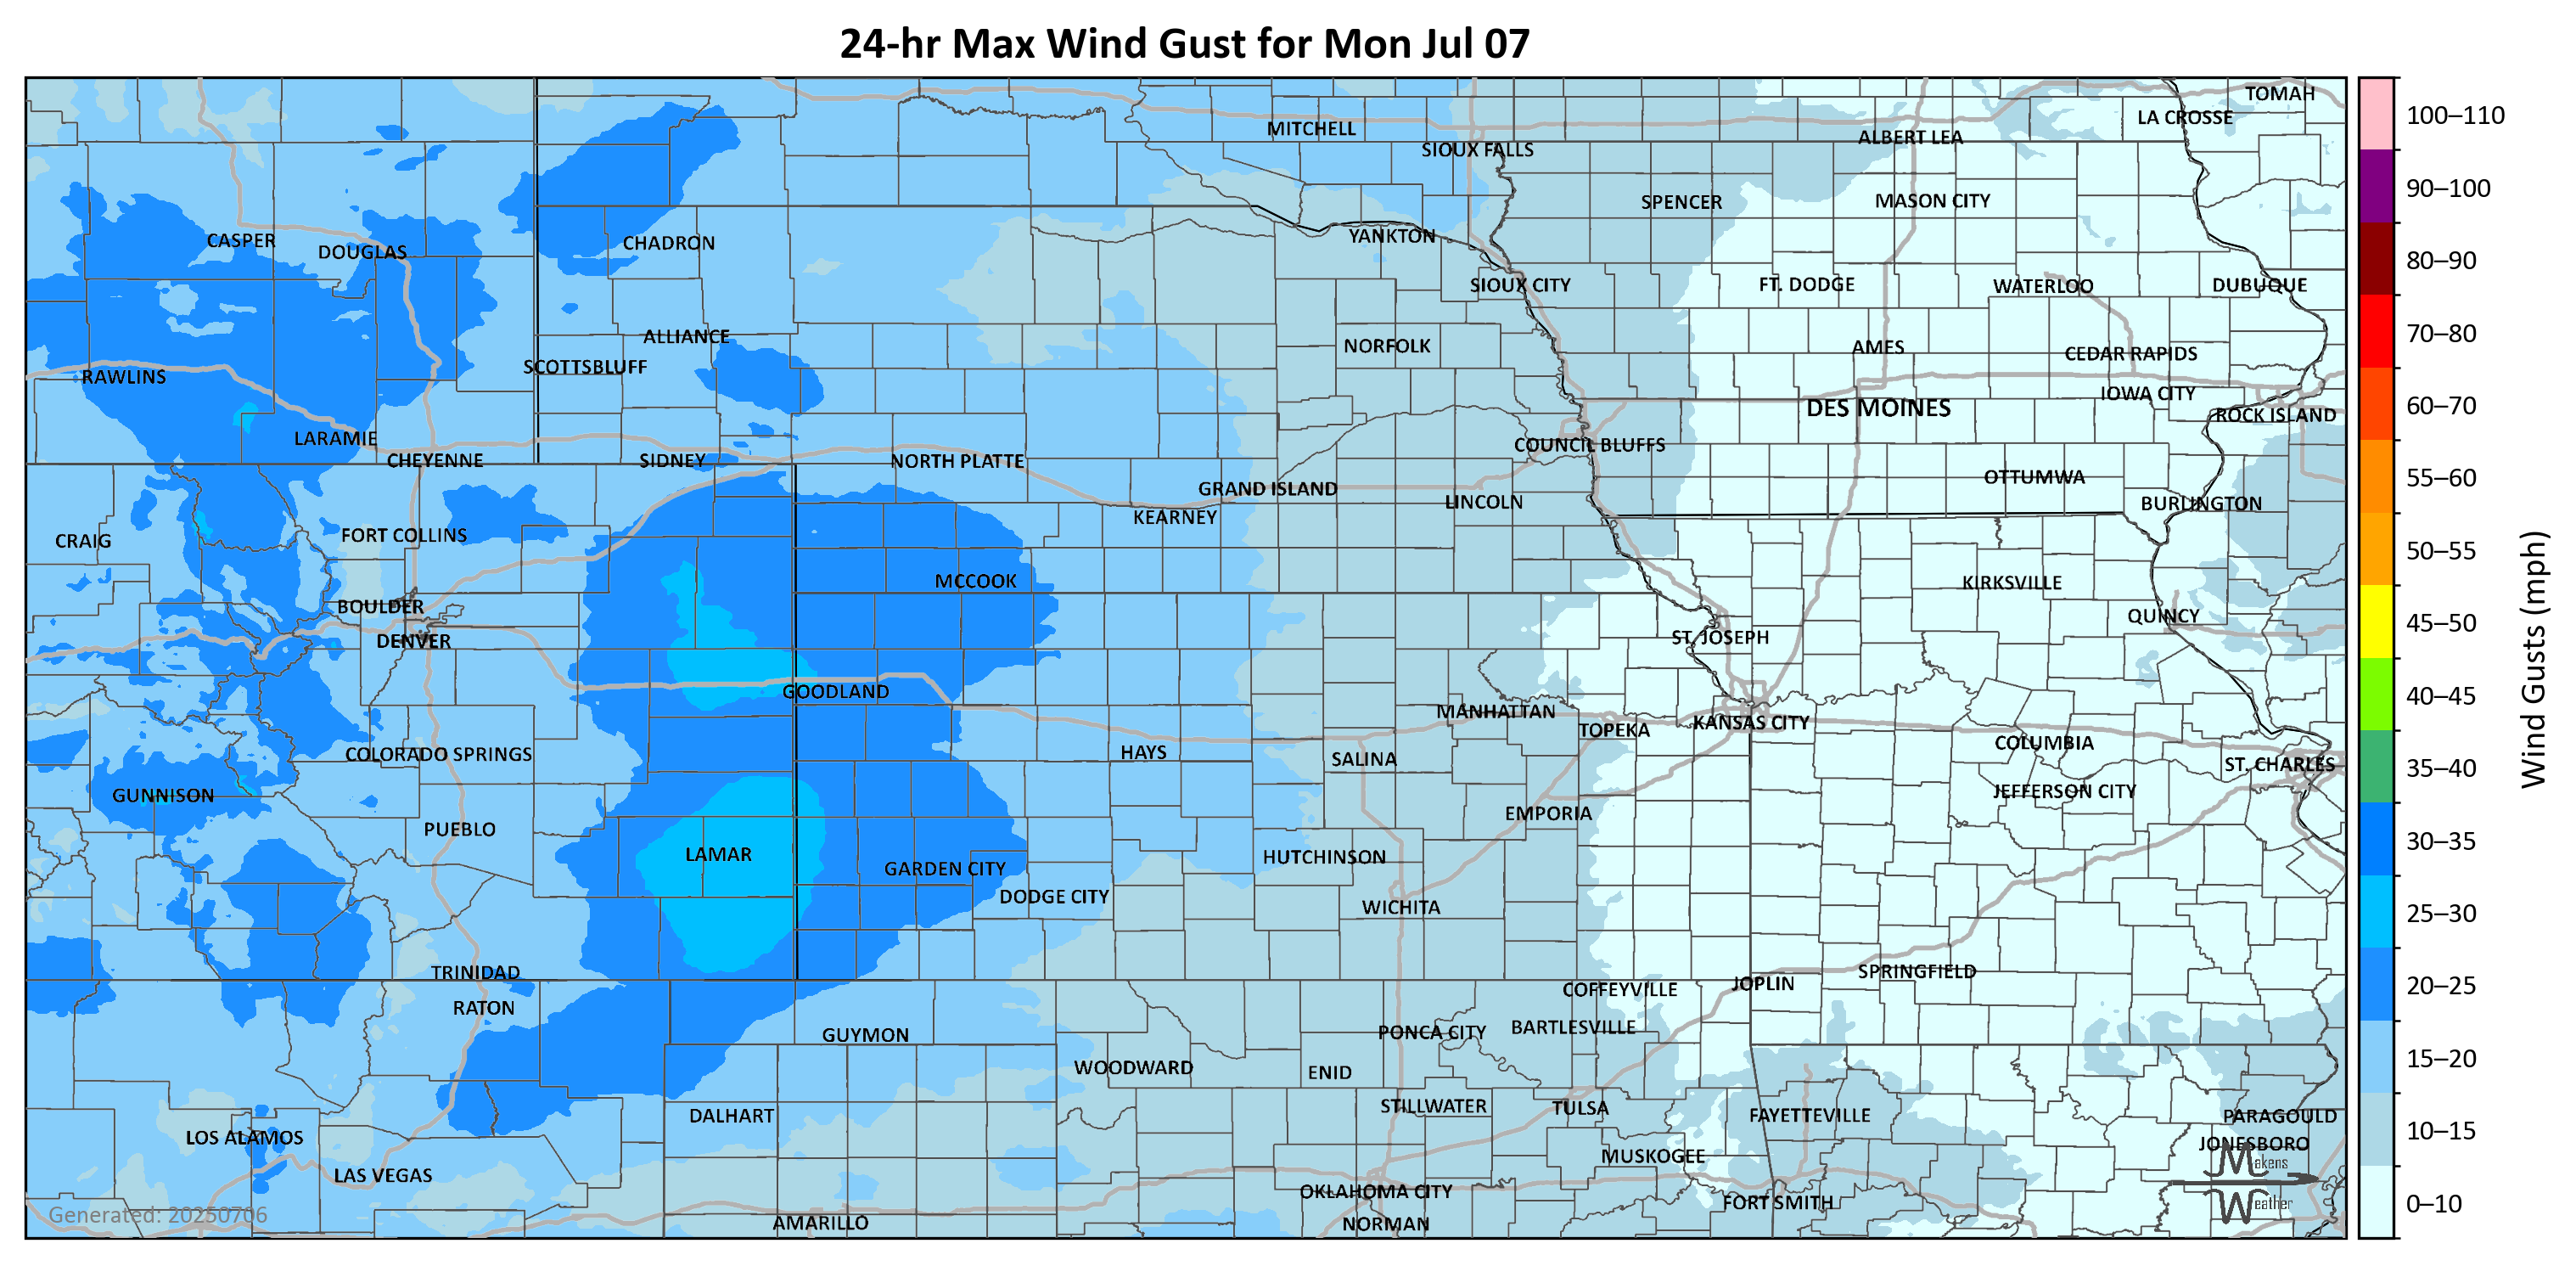 24-hr Max Wind Gust for Mon Jul 07
TOMAH
LA CROSSE
MITCHELL
ALBERT LEA
SIOUX FALLS
SPENCER
MASON CITY
CASPER
DOUGLAS
CHADRON
YANKTON
SIOUX CITY
FT. DODGE
WATERLOO
DUBUQUE
ALLIANCE
NORFOLK
AMES
CEDAR RAPIDS
SCOTTSBLUFF
RAWLINS
IOWA CITY
DES MOINES
ROCK ISLAND
LARAMIE
COUNCIL BLUFFS
CHEYENNE
SIDNEY
NORTH PLATTE
OTTUMWA
GRAND ISLAND
LINCOLN
BURLINGTON
KEARNEY
CRAIG
FORT COLLINS
MCCOOK
KIRKSVILLE
BOULDER
QUINCY
DENVER
ST. JOSEPH
GOODLAND
MANHATTAN
TOPEKA
KANSAS CITY
COLORADO SPRINGS
HAYS
SALINA
COLUMBIA
ST. CHARLES
GUNNISON
JEFFERSON CITY
PUEBLO
EMPORIA
LAMAR
GARDEN CITY
HUTCHINSON
DODGE CITY
WICHITA
TRINIDAD
SPRINGFIELD
JOPLIN
COFFEYVILLE
RATON
GUYMON
PONCA CITY
BARTLESVILLE
WOODWARD
ENID
DALHART
STILLWATER
TULSA
FAYETTEVILLE
PARAGOULD
LOS ALAMOS
JONESBORO
MUSKOGEE
LAS VEGAS
OKLAHOMA CITY
FORT SMITH
AMARILLO
NORMAN
Generated: 20250706
Makens
Weather
100–110
90–100
80–90
70–80
60–70
55–60
50–55
45–50
40–45
35–40
30–35
25–30
20–25
15–20
10–15
0–10
Wind Gusts (mph)